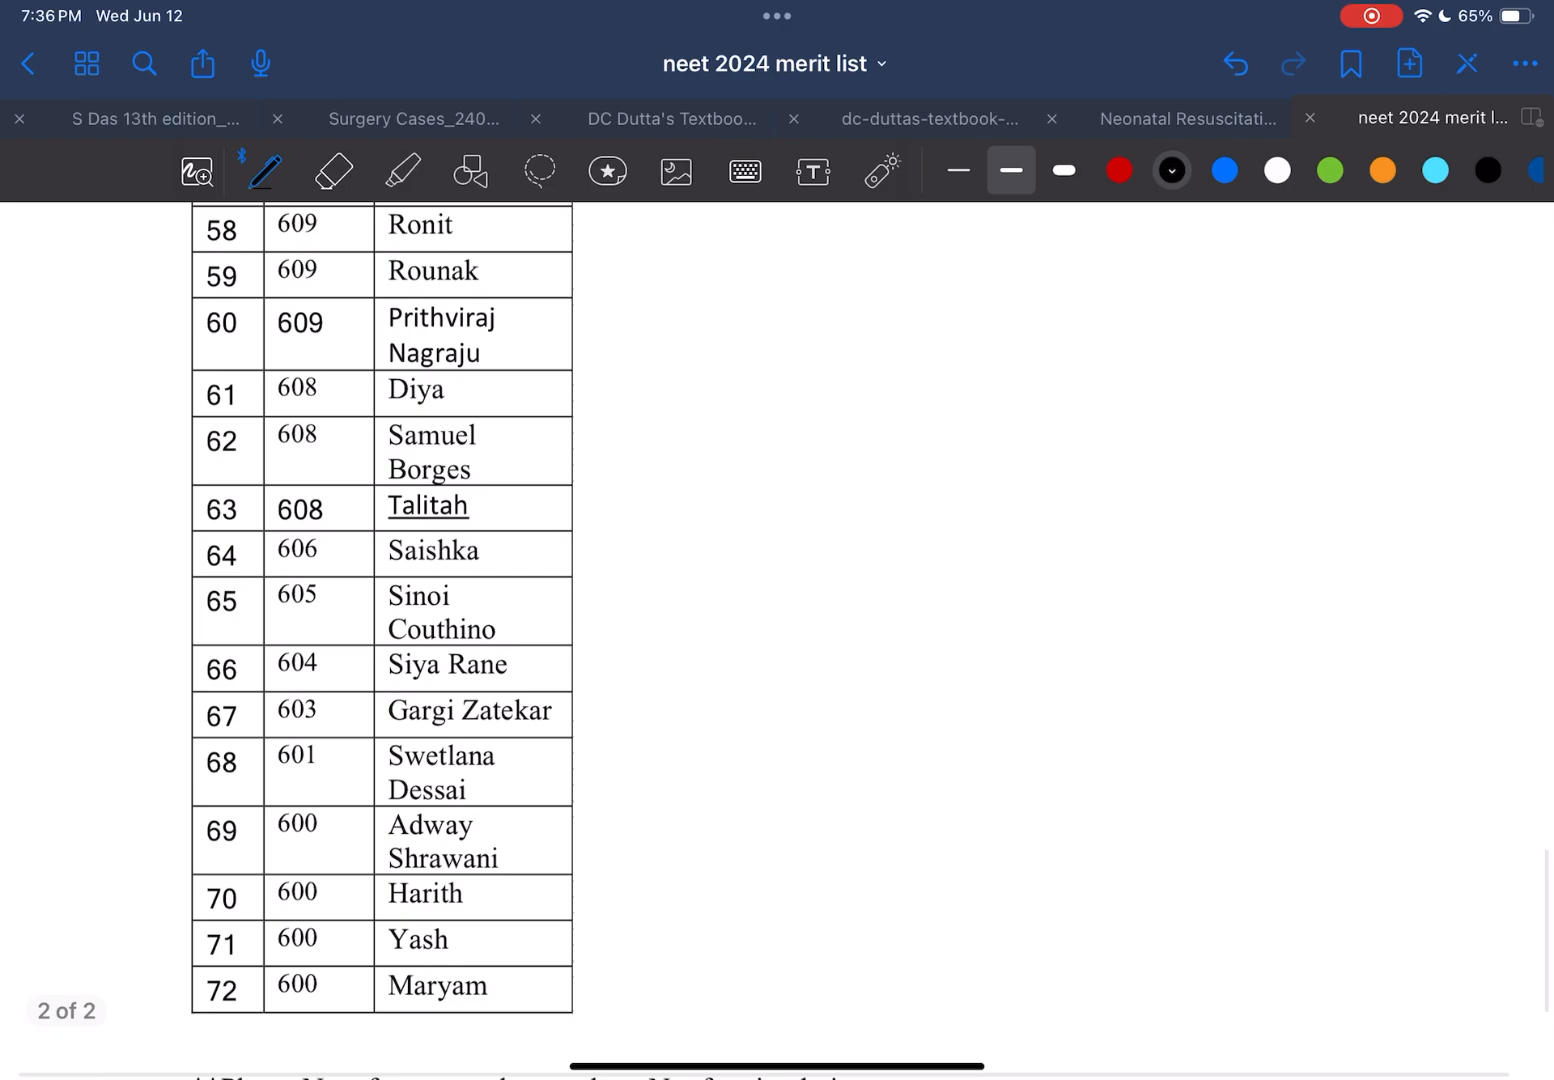 7:36 PM Wed Jun 12
65%
neet 2024 merit list
S Das 13th edition_...
Surgery Cases_240...
DC Dutta's Textboo...
dc-duttas-textbook-...
Neonatal Resuscitati...
neet 2024 merit l...
58 609 Ronit
59 609 Rounak
60 609 Prithviraj
Nagraju
61 608 Diya
62 608 Samuel
Borges
63 608 Talitah
64 606 Saishka
65 605 Sinoi
Couthino
66 604 Siya Rane
67 603 Gargi Zatekar
68 601 Swetlana
Dessai
69 600 Adway
Shrawani
70 600 Harith
71 600 Yash
72 600 Maryam
2 of 2